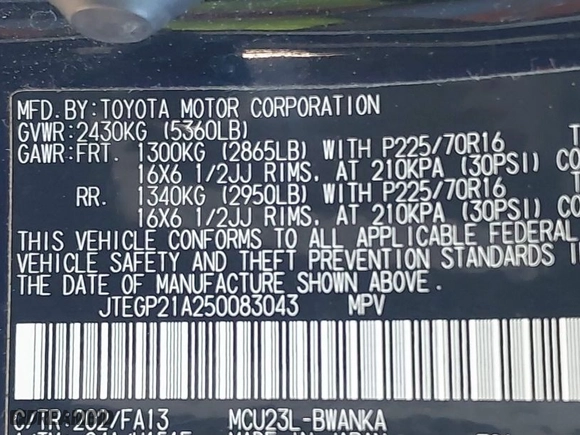 MFD. BY: TOYOTA MOTOR CORPORATION
GVWR: 2430KG (5360LB)
GAWR: FRT. 1300KG (2865LB) WITH P225/70R16
16X6 1/2JJ RIMS. AT 210KPA (30PSI) CO
RR. 1340KG (2950LB) WITH P225/70R16
16X6 1/2JJ RIMS. AT 210KPA (30PSI) CO
THIS VEHICLE CONFORMS TO ALL APPLICABLE FEDERAL
VEHICLE SAFETY AND THEFT PREVENTION STANDARDS I
THE DATE OF MANUFACTURE SHOWN ABOVE.
JTEGP21A250083043 MPV
C/TR: 202/FA13 MCU23L-BWANKA